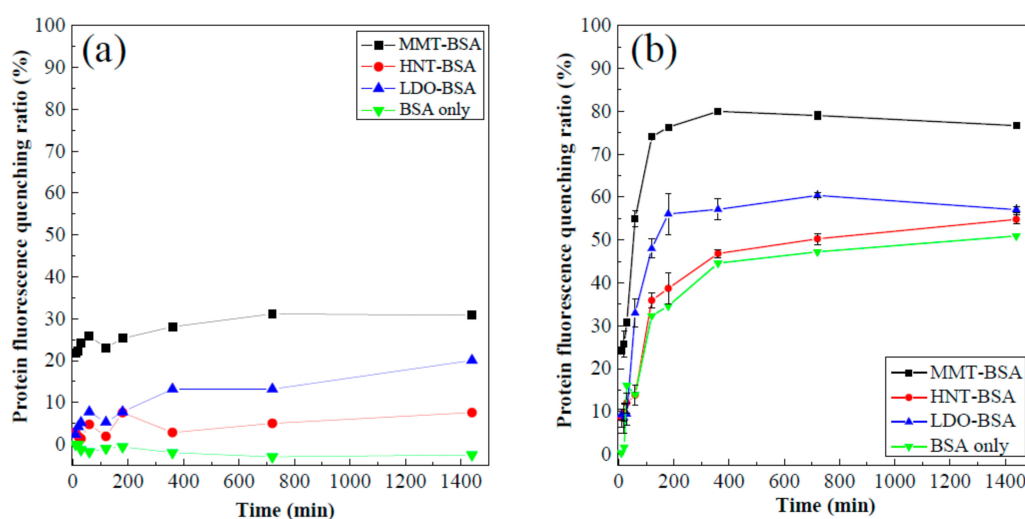 (a)
Protein fluorescence quenching ratio (%)
100
90
80
70
60
50
40
30
20
10
0
MMT-BSA
HNT-BSA
LDO-BSA
BSA only
0 200 400 600 800 1000 1200 1400
Time (min)
(b)
Protein fluorescence quenching ratio (%)
100
90
80
70
60
50
40
30
20
10
0
MMT-BSA
HNT-BSA
LDO-BSA
BSA only
0 200 400 600 800 1000 1200 1400
Time (min)